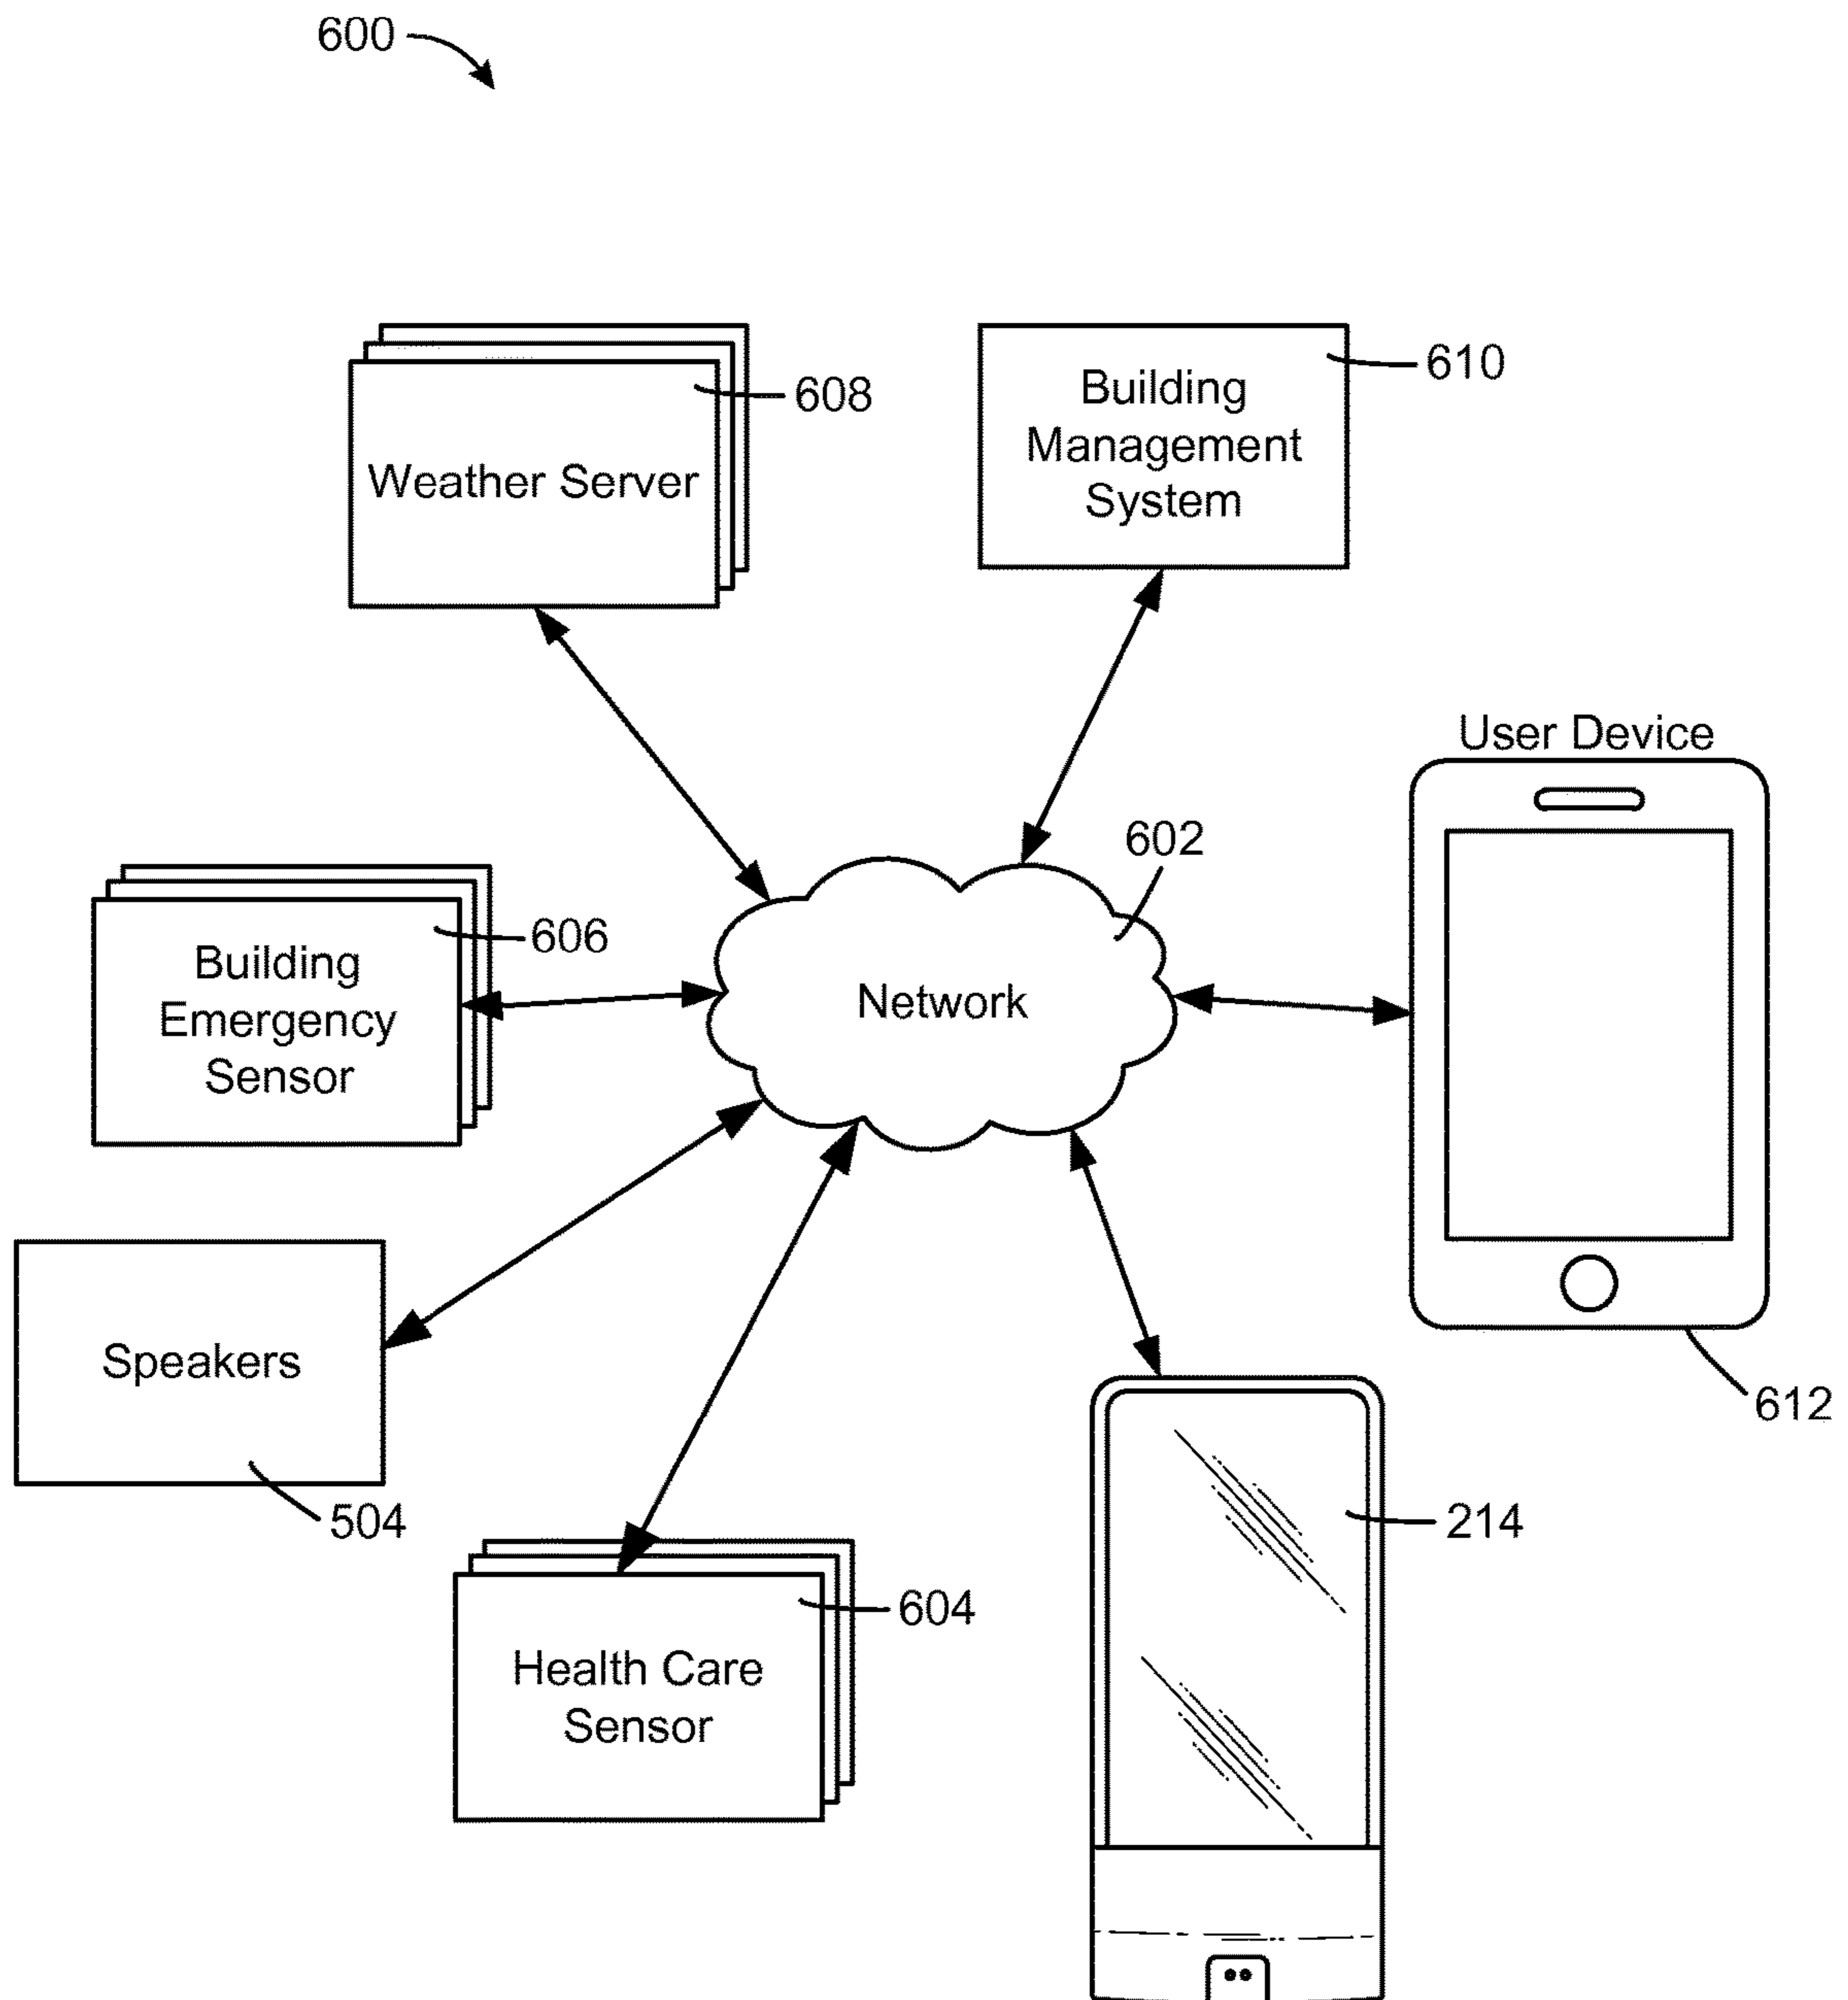 600
608
Weather Server
610
Building
Management
System
User Device
602
606
Building
Emergency
Sensor
Network
612
Speakers
504
214
604
Health Care
Sensor